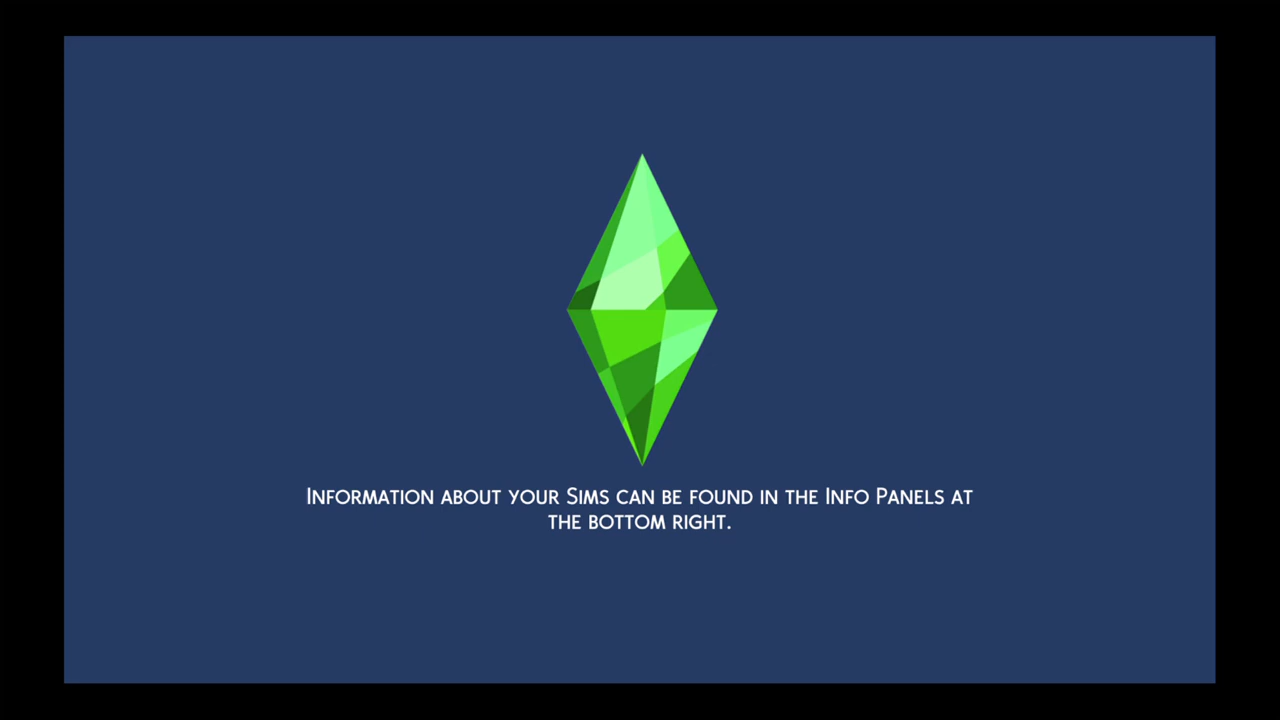 Information about your Sims can be found in the Info Panels at
the bottom right.